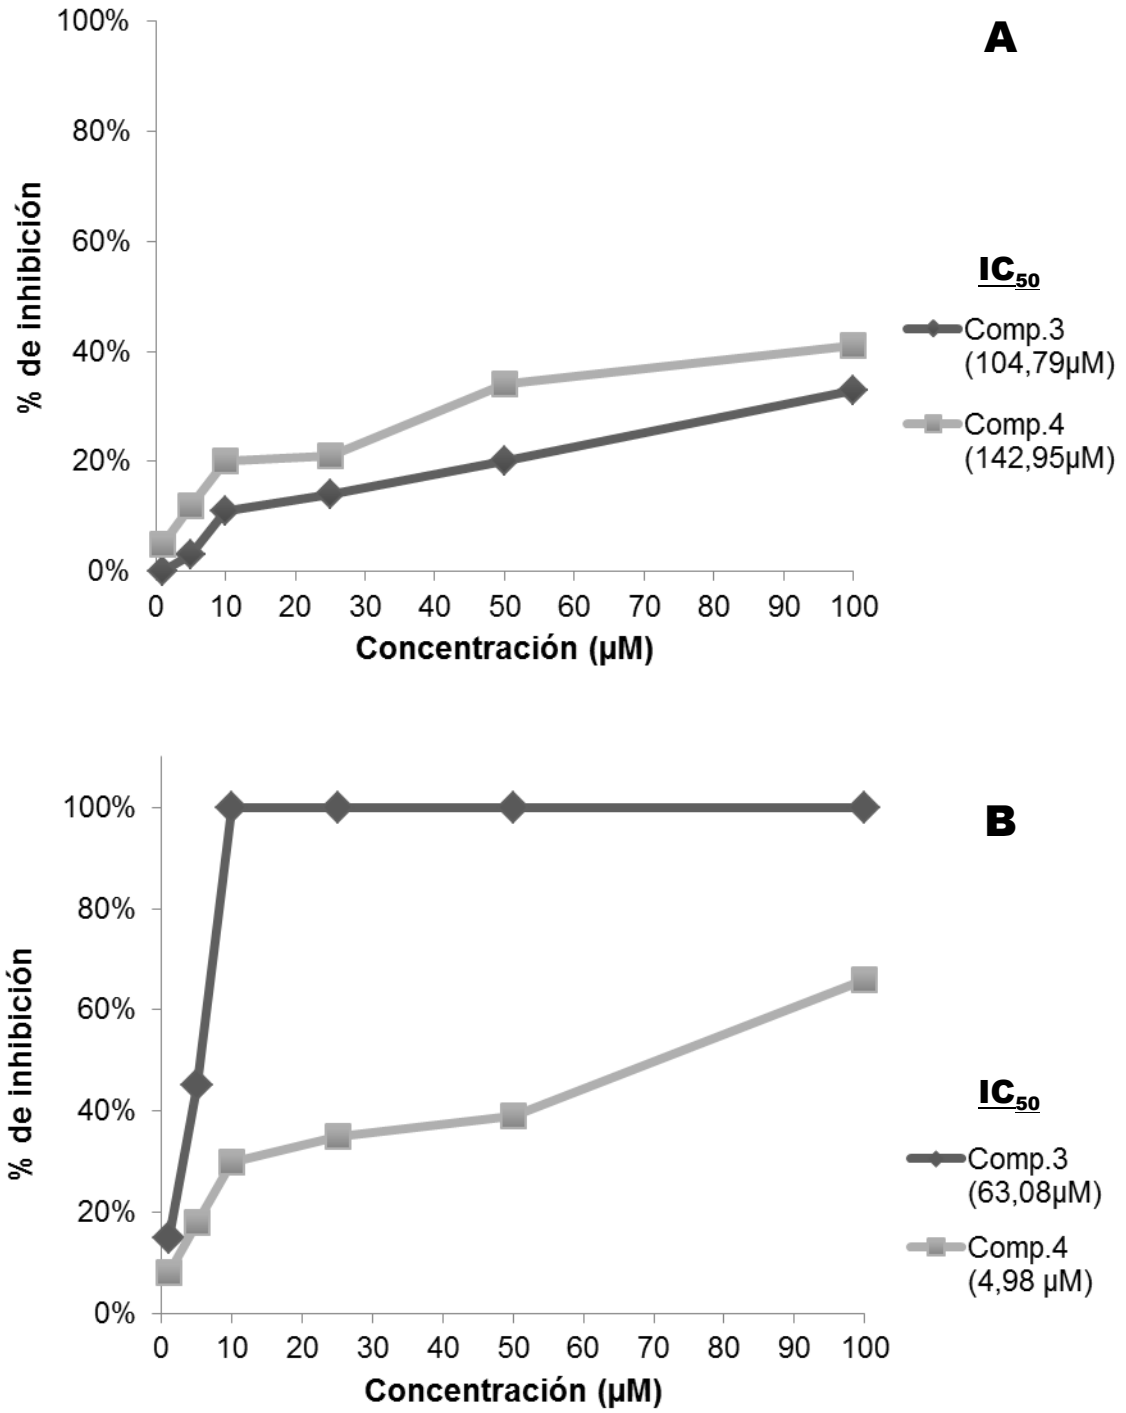 A
100%
80%
60%
40%
20%
0%
% de inhibición
0 10 20 30 40 50 60 70 80 90 100
Concentración (µM)
IC50
Comp.3
(104,79µM)
Comp.4
(142,95µM)
B
100%
80%
60%
40%
20%
0%
% de inhibición
0 10 20 30 40 50 60 70 80 90 100
Concentración (µM)
IC50
Comp.3
(63,08µM)
Comp.4
(4,98 µM)